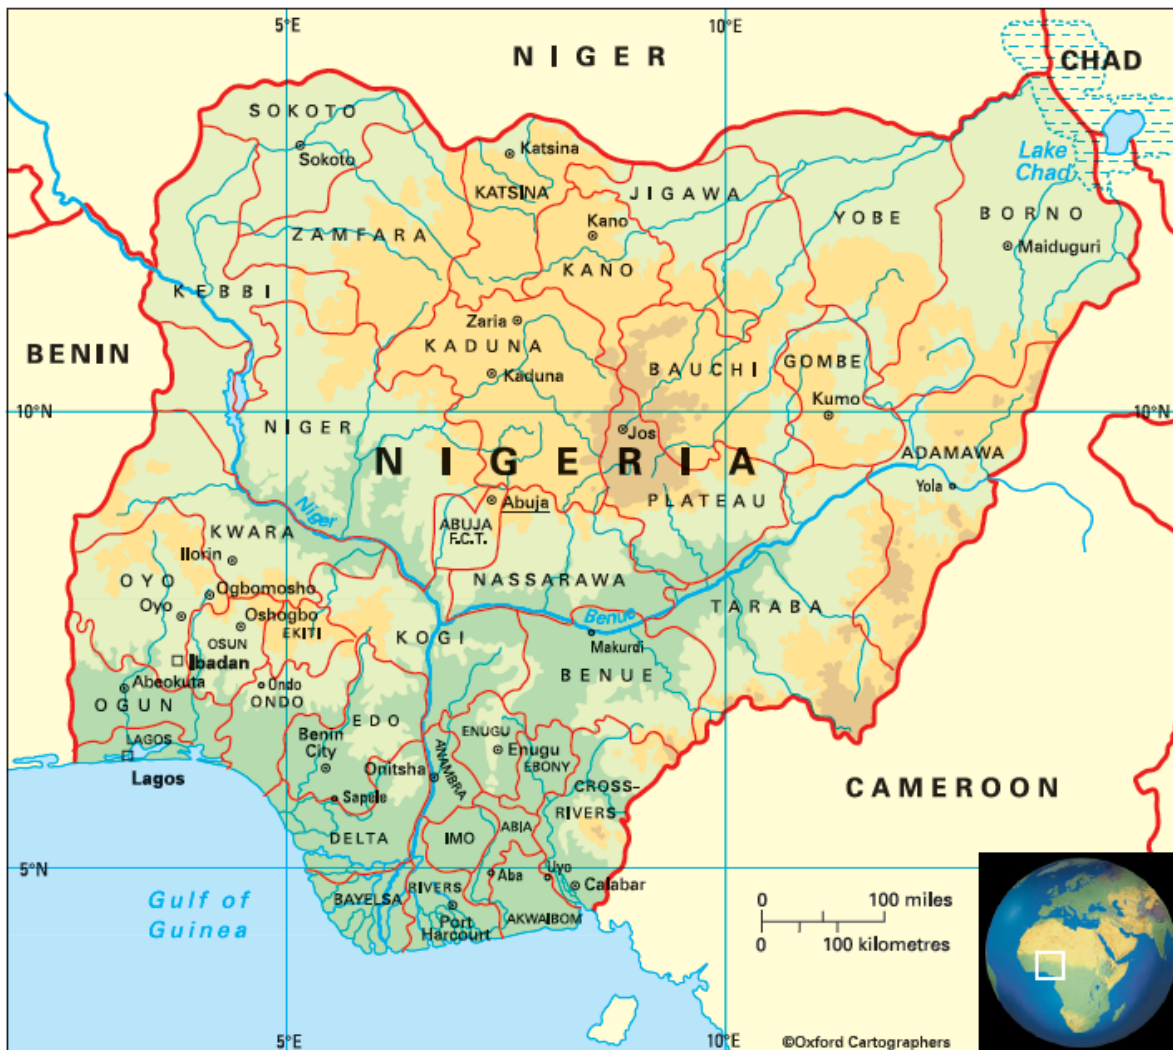 5°E
10°E
NIGER
CHAD
SOKOTO
Sokoto
Katsina
KATSINA
Lake
Chad
JIGAWA
YOBE
BORNO
Kano
ZAMFARA
Maiduguri
KANO
KEBBI
Zaria
KADUNA
BENIN
BAUCHI
GOMBE
Kaduna
Kumo
10°N
10°N
NIGER
Jos
NIGERIA
ADAMAWA
Yola
PLATEAU
Abuja
Niger
ABUJA
F.C.T.
KWARA
Ilorin
OYO
NASSARAWA
Ogbomosho
Oyo
TARABA
Oshogbo
Benue
EKITI
KOGI
OSUN
Makurdi
Ibadan
BENUE
Abeokuta
Ondo
OGUN
ONDO
EDO
LAGOS
Benin
City
ENUGU
Enugu
ANAMBRA
EBONY
Lagos
Onitsha
CROSS-
RIVERS
Sapele
CAMEROON
DELTA
IMO
ABIA
5°N
Uyo
Aba
Calabar
RIVERS
BAYELSA
Gulf of
Guinea
Port
Harcourt
AKWAIBOM
0 100 miles
0 100 kilometres
5°E
10°E
©Oxford Cartographers